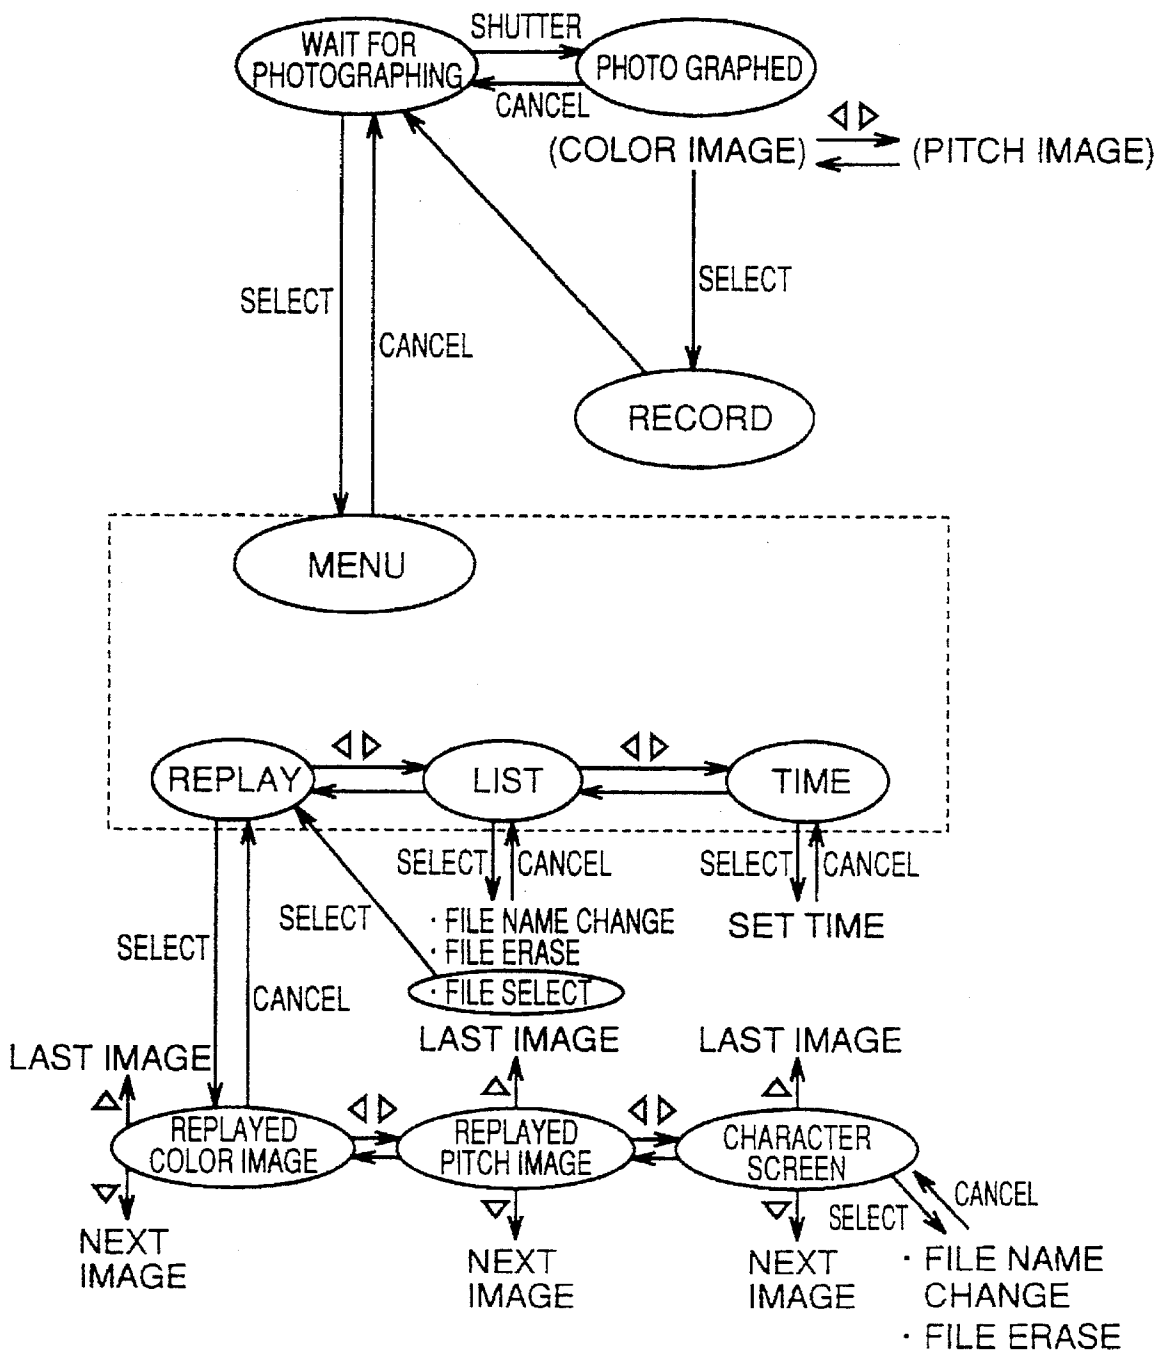 SHUTTER
WAIT FOR
PHOTOGRAPHING
PHOTO GRAPHED
CANCEL
◁ ▷
(COLOR IMAGE)
(PITCH IMAGE)
SELECT
SELECT
CANCEL
RECORD
MENU
◁ ▷
◁ ▷
REPLAY
LIST
TIME
SELECT
CANCEL
SELECT
CANCEL
SELECT
· FILE NAME CHANGE
· FILE ERASE
· FILE SELECT
SET TIME
SELECT
CANCEL
LAST IMAGE
LAST IMAGE
LAST IMAGE
△
△
△
◁ ▷
◁ ▷
REPLAYED
COLOR IMAGE
REPLAYED
PITCH IMAGE
CHARACTER
SCREEN
▽
▽
▽
SELECT
CANCEL
NEXT
IMAGE
NEXT
IMAGE
NEXT
IMAGE
· FILE NAME
CHANGE
· FILE ERASE